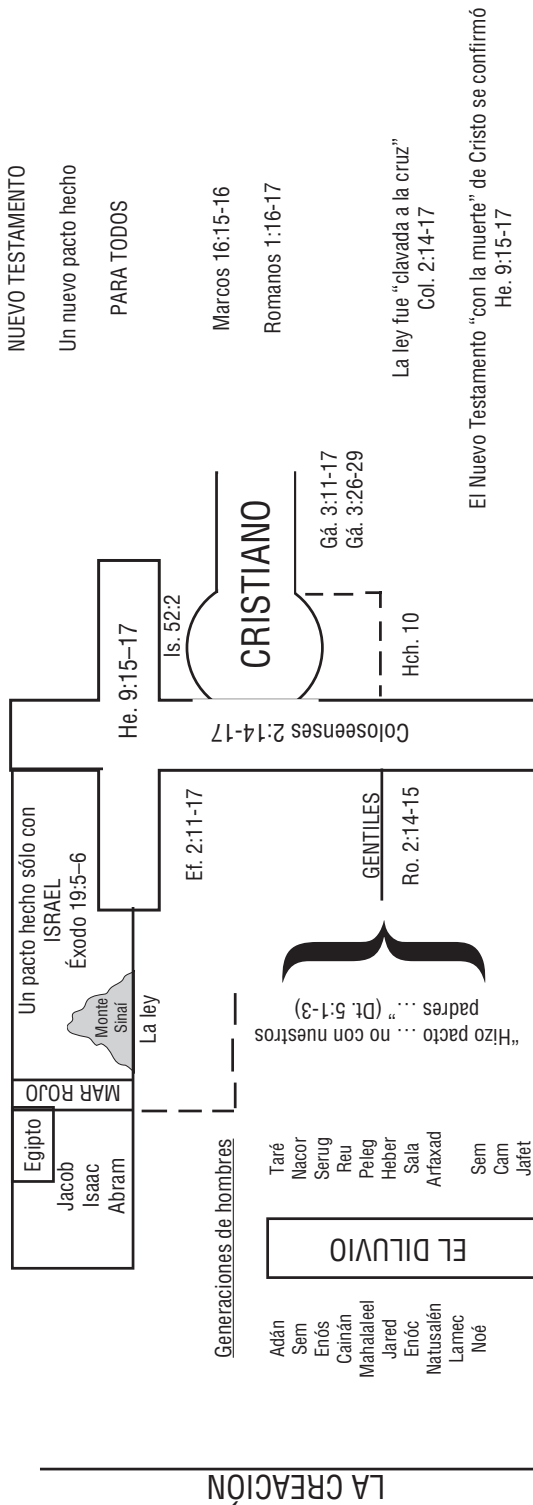 LA CREACIÓN
Generaciones de hombres
Adán
Sem
Enós
Cainán
Mahalaleel
Jared
Enóc
Natusalén
Lamec
Noé
EL DILUVIO
Taré
Nacor
Serug
Reu
Peleg
Heber
Sala
Arfaxad
Sem
Cam
Jafet
Egipto
Jacob
Isaac
Abram
MAR ROJO
Un pacto hecho sólo con
ISRAEL
Éxodo 19:5–6
Monte
Sinaí
La ley
"Hizo pacto ... no con nuestros
padres ..." (Dt. 5:1-3)
Ef. 2:11-17
GENTILES
Ro. 2:14-15
He. 9:15–17
Colosenses 2:14-17
Is. 52:2
CRISTIANO
Hch. 10
Gá. 3:11-17
Gá. 3:26-29
NUEVO TESTAMENTO
Un nuevo pacto hecho
PARA TODOS
Marcos 16:15-16
Romanos 1:16-17
La ley fue "clavada a la cruz"
Col. 2:14-17
El Nuevo Testamento "con la muerte" de Cristo se confirmó
He. 9:15-17